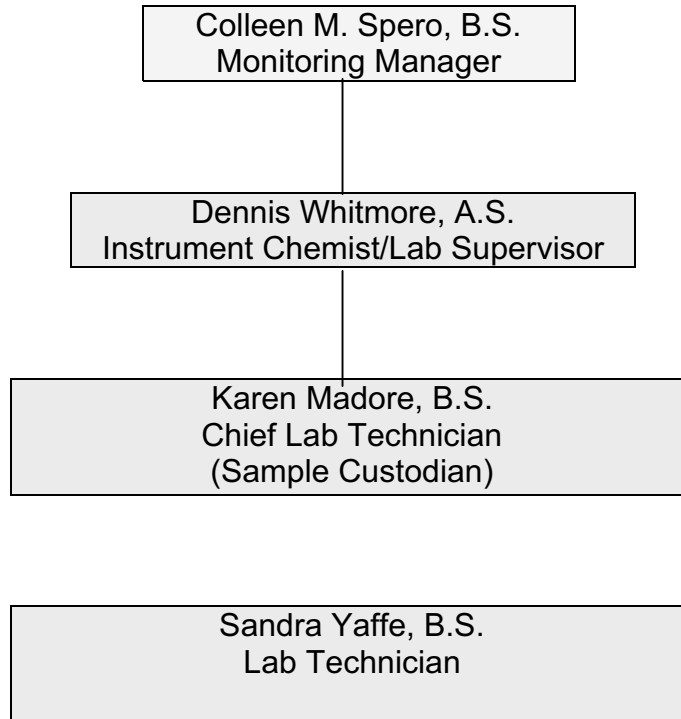 Colleen M. Spero, B.S.
Monitoring Manager
Dennis Whitmore, A.S.
Instrument Chemist/Lab Supervisor
Karen Madore, B.S.
Chief Lab Technician
(Sample Custodian)
Sandra Yaffe, B.S.
Lab Technician